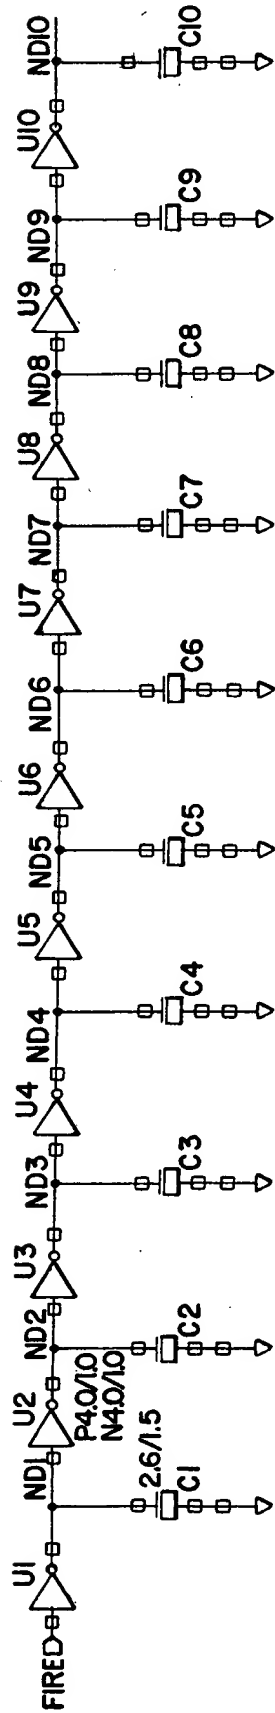 FIRED
U1
ND1
2.6/1.5
C1
U2
P4.0/1.0
N4.0/1.0
ND2
C2
U3
ND3
C3
U4
ND4
C4
U5
ND5
C5
U6
ND6
C6
U7
ND7
C7
U8
ND8
C8
U9
ND9
C9
U10
ND10
C10